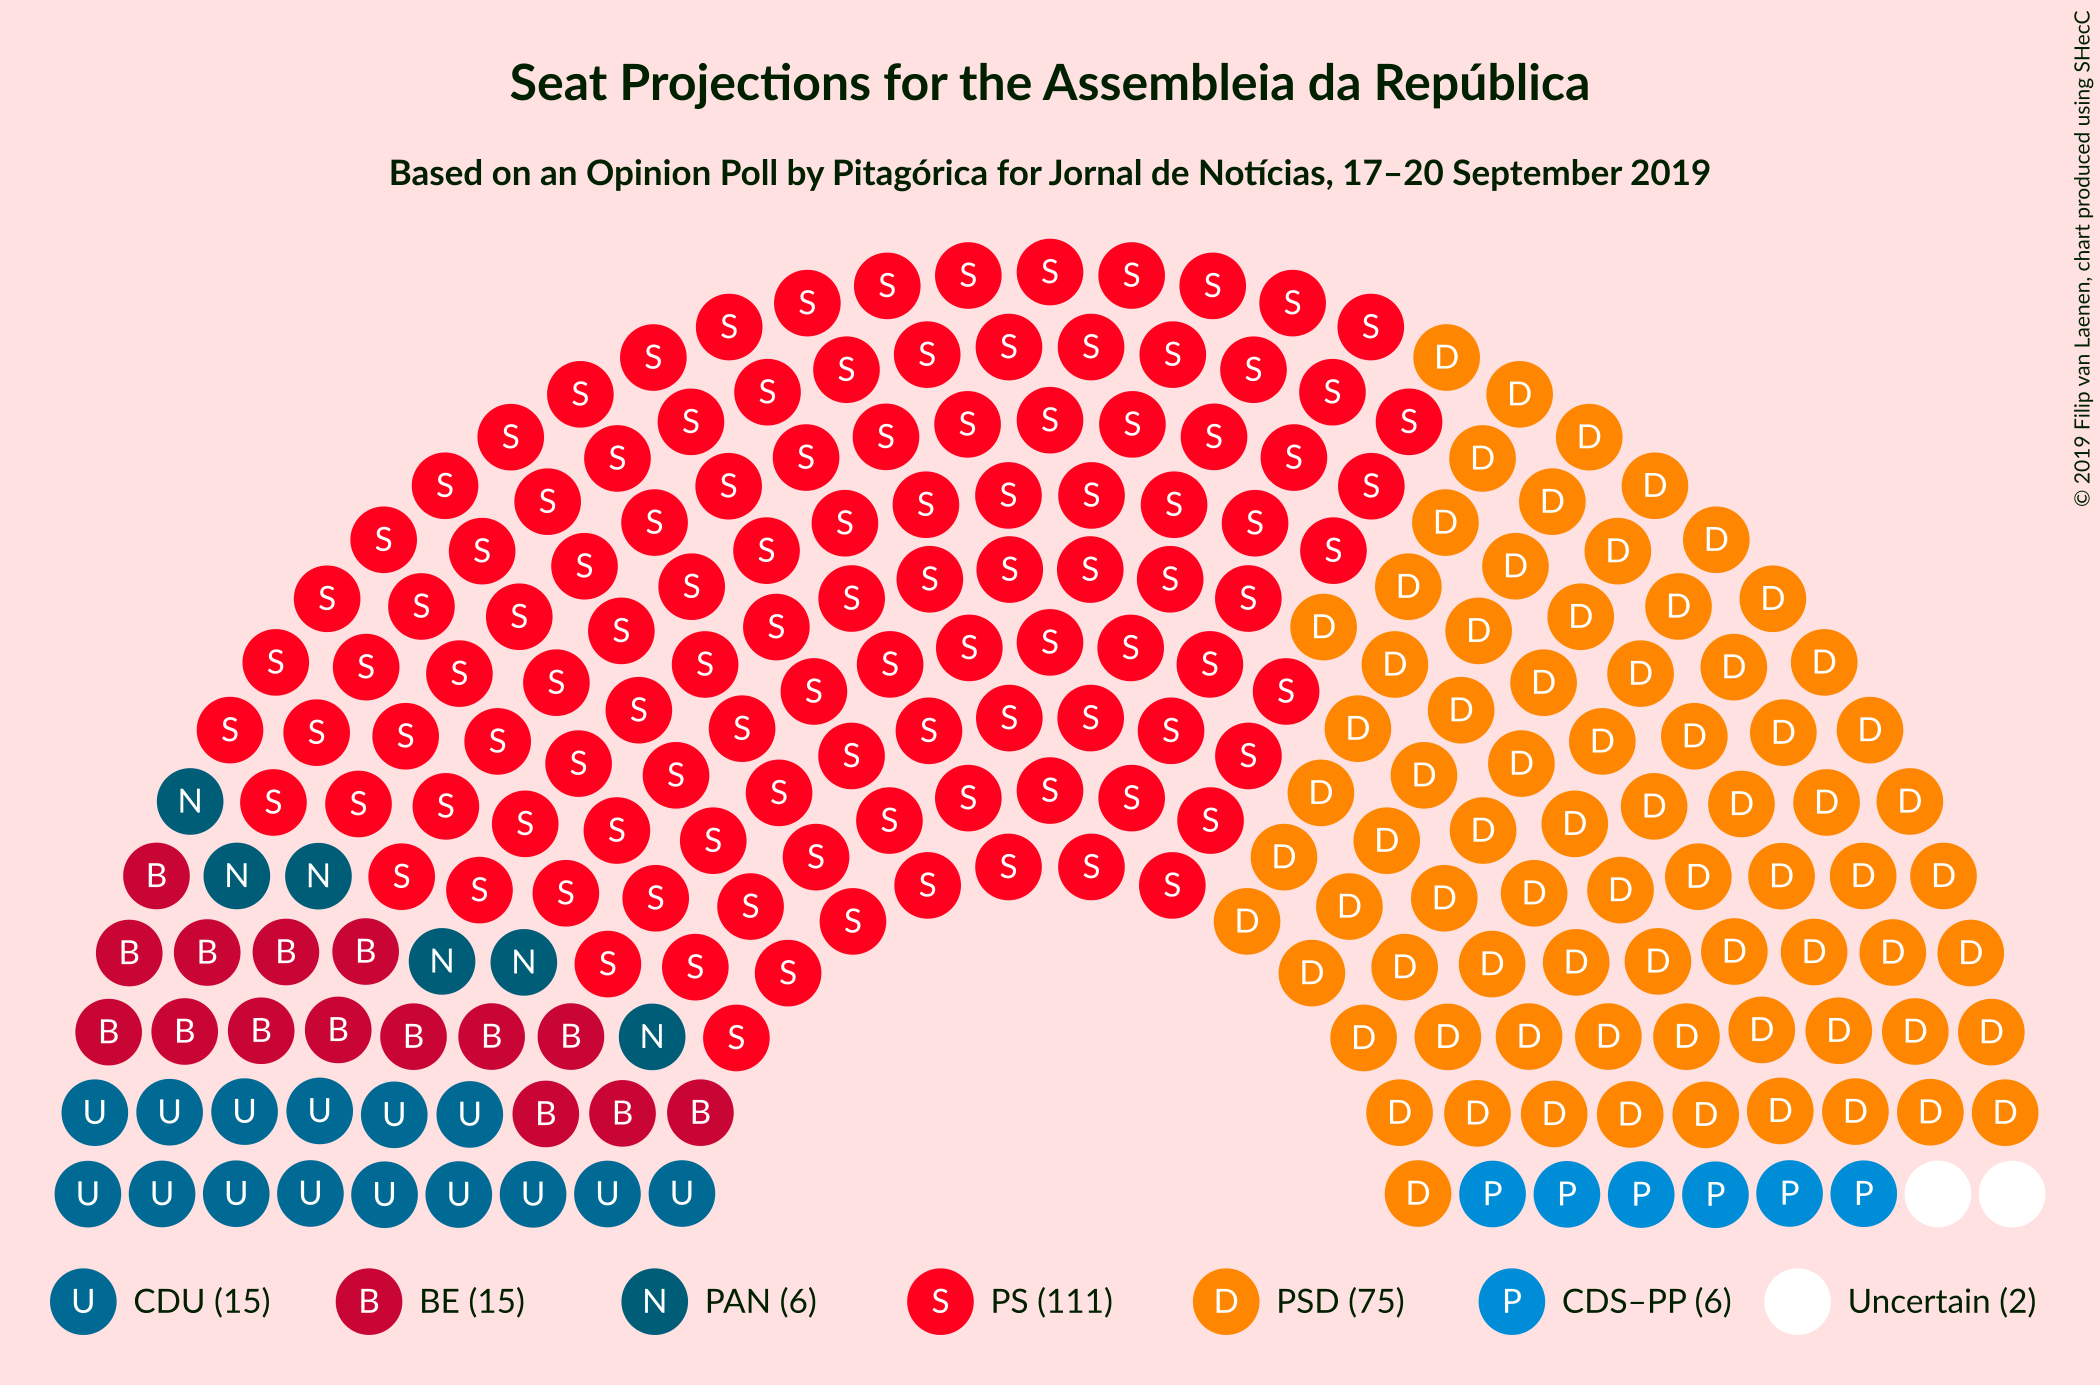 Seat Projections for the Assembleia da República
Based on an Opinion Poll by Pitagórica for Jornal de Notícias, 17–20 September 2019
© 2019 Filip van Laenen, chart produced using SHecC
S S S S S S S S S
S S D
S S S S S S S S
S D
S S S S S S S S S
S S D
S S S S S S S S
S D D
S S S S S S S S
S S D D
S S S S S S S
S D D D
S S S S S S S
S S D D D D
S S S S S S S
S D D D D
N S S S S S S S S S S S S D D D D D D D D
B N N S S S S S S S S S S D D D D D D D D D
B B B B N N S S S D D D D D D D D D
B B B B B B B N S D D D D D D D D D
U U U U U U B B B D D D D D D D D D
U U U U U U U U U D P P P P P P
U CDU (15) B BE (15) N PAN (6) S PS (111) D PSD (75) P CDS–PP (6) Uncertain (2)